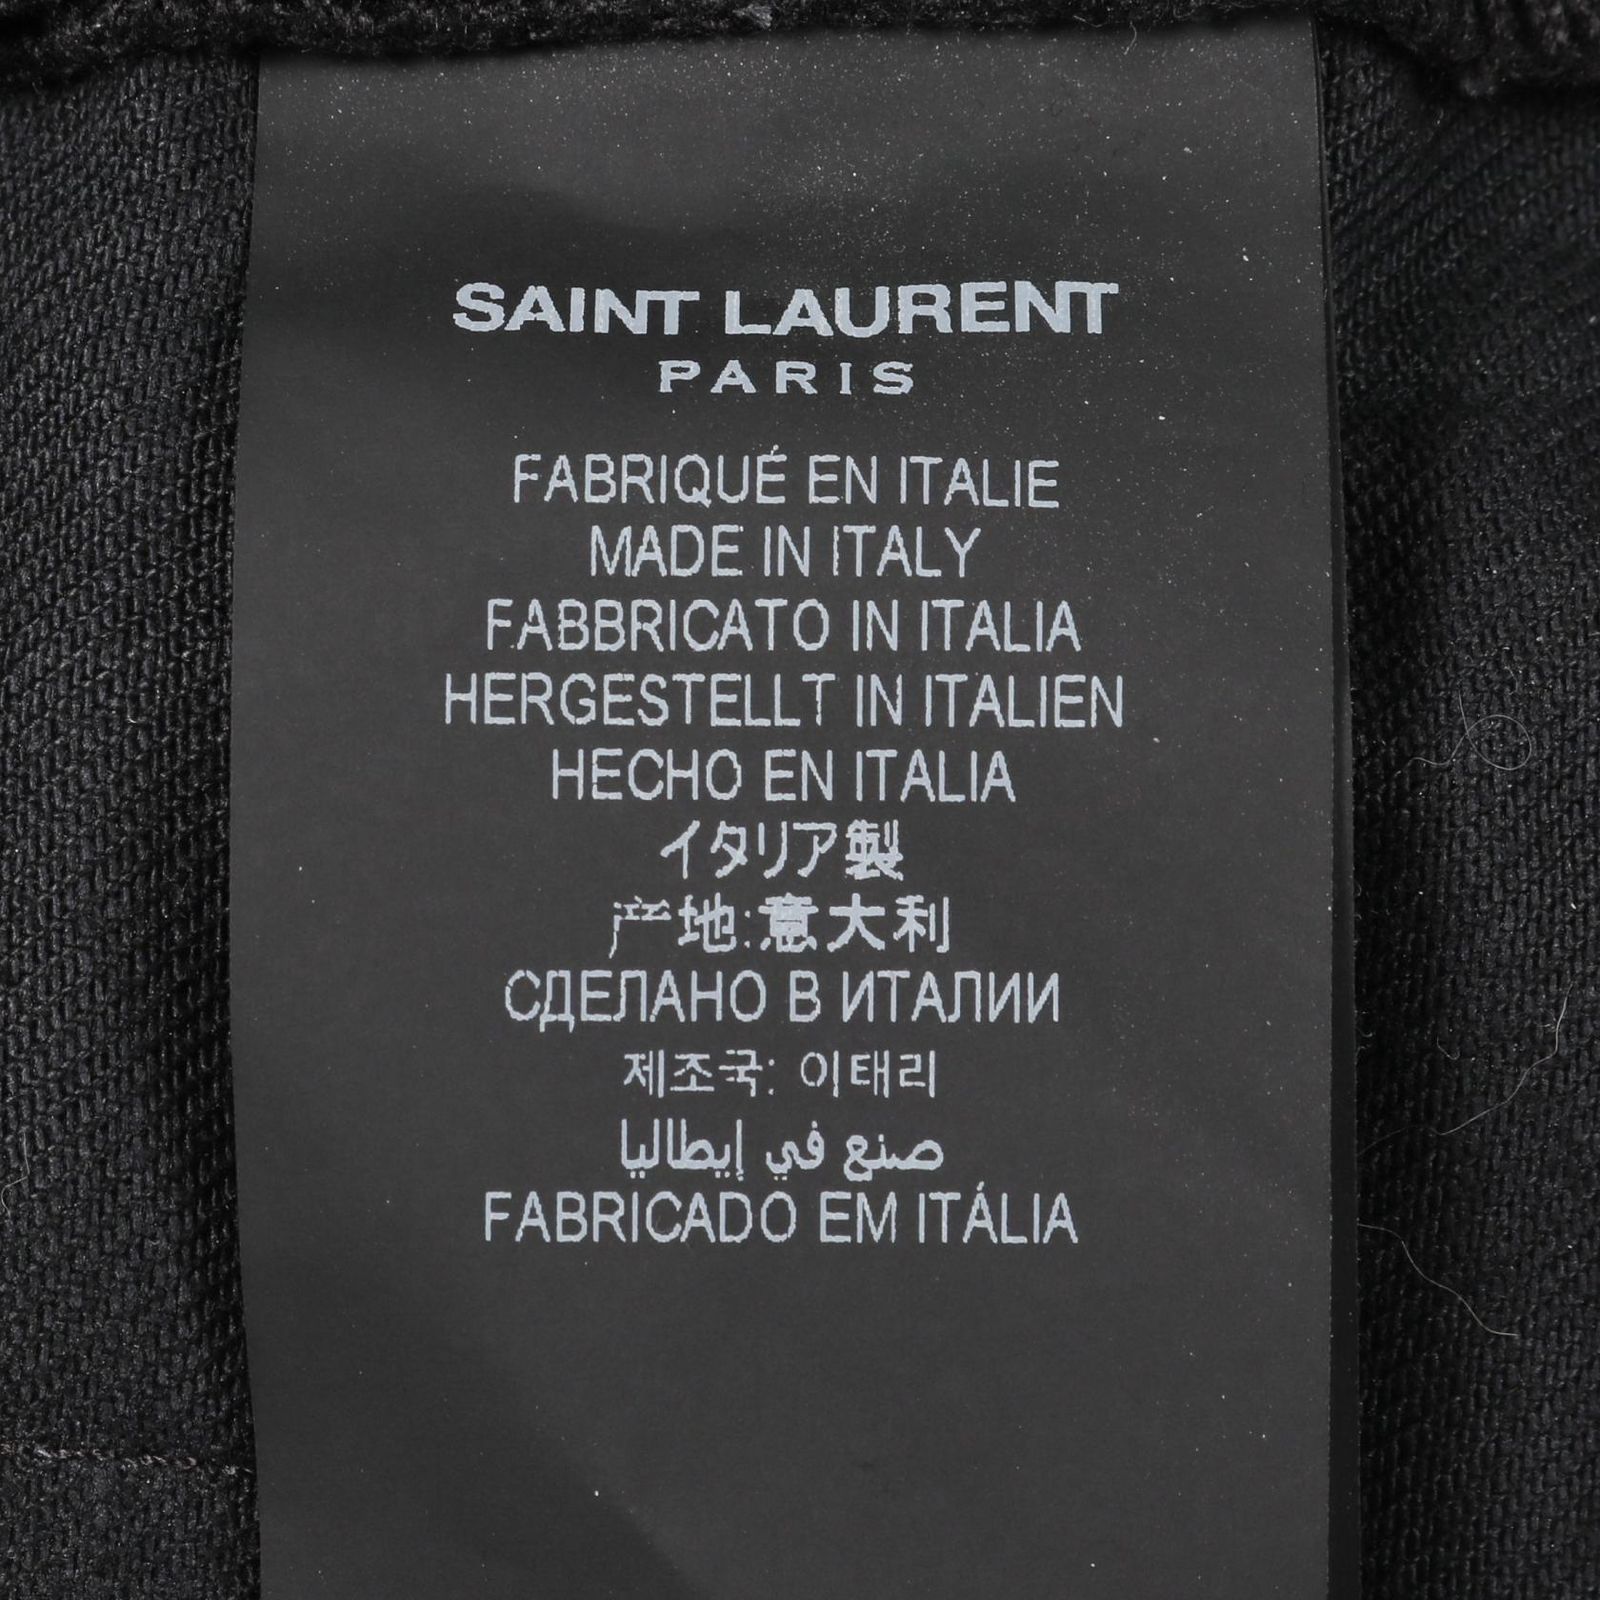 SAINT LAURENT
PARIS
FABRIQUÉ EN ITALIE
MADE IN ITALY
FABBRICATO IN ITALIA
HERGESTELLT IN ITALIEN
HECHO EN ITALIA
イタリア製
产地:意大利
СДЕЛАНО В ИТАЛИИ
제조국: 이태리
صنع في إيطاليا
FABRICADO EM ITÁLIA